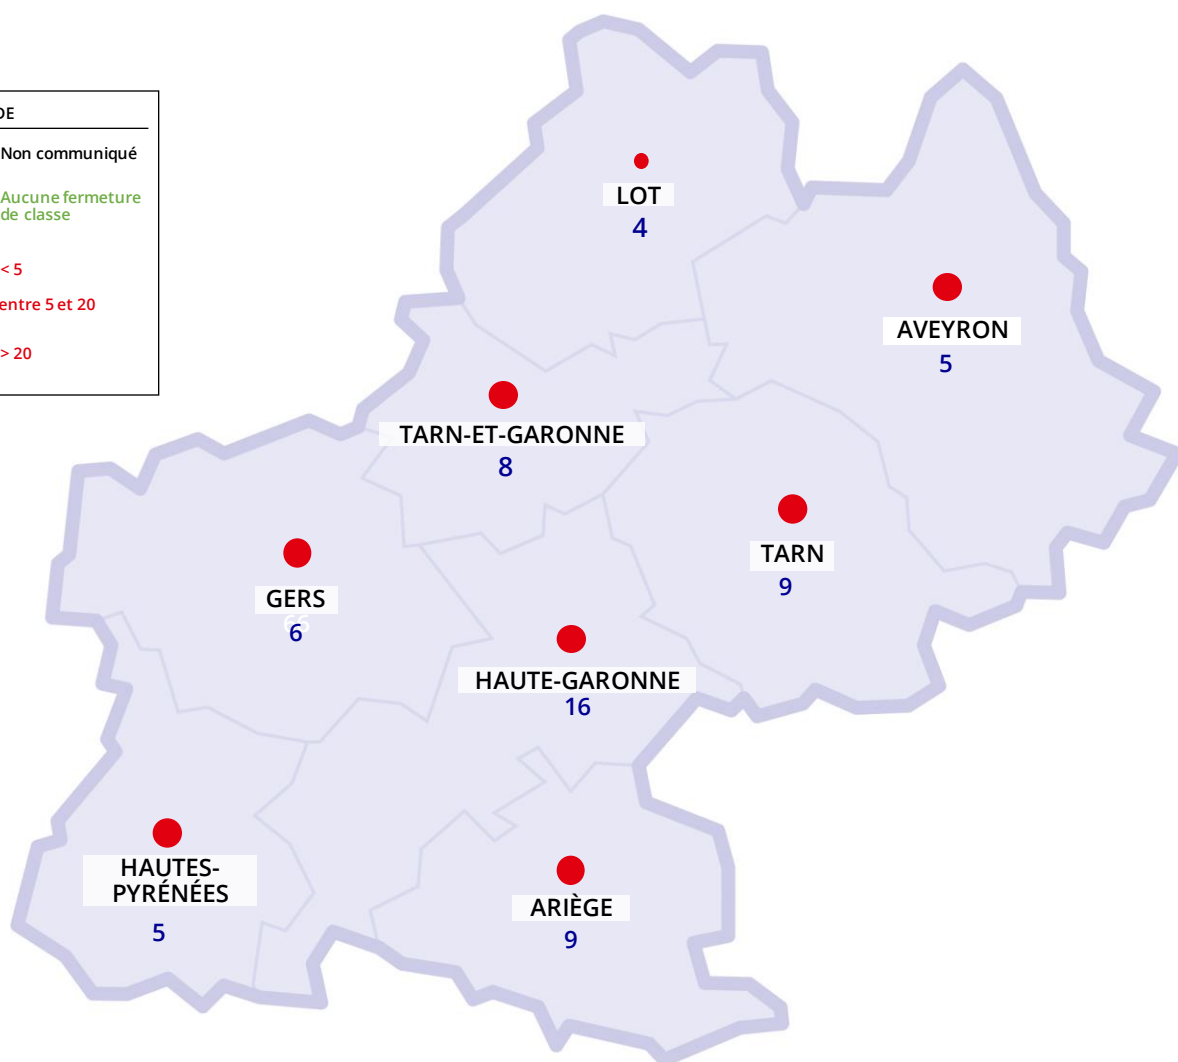 DE
Non communiqué
Aucune fermeture
de classe
< 5
entre 5 et 20
> 20
LOT
4
AVEYRON
5
TARN-ET-GARONNE
8
TARN
9
GERS
6
HAUTE-GARONNE
16
HAUTES-
PYRÉNÉES
5
ARIÈGE
9